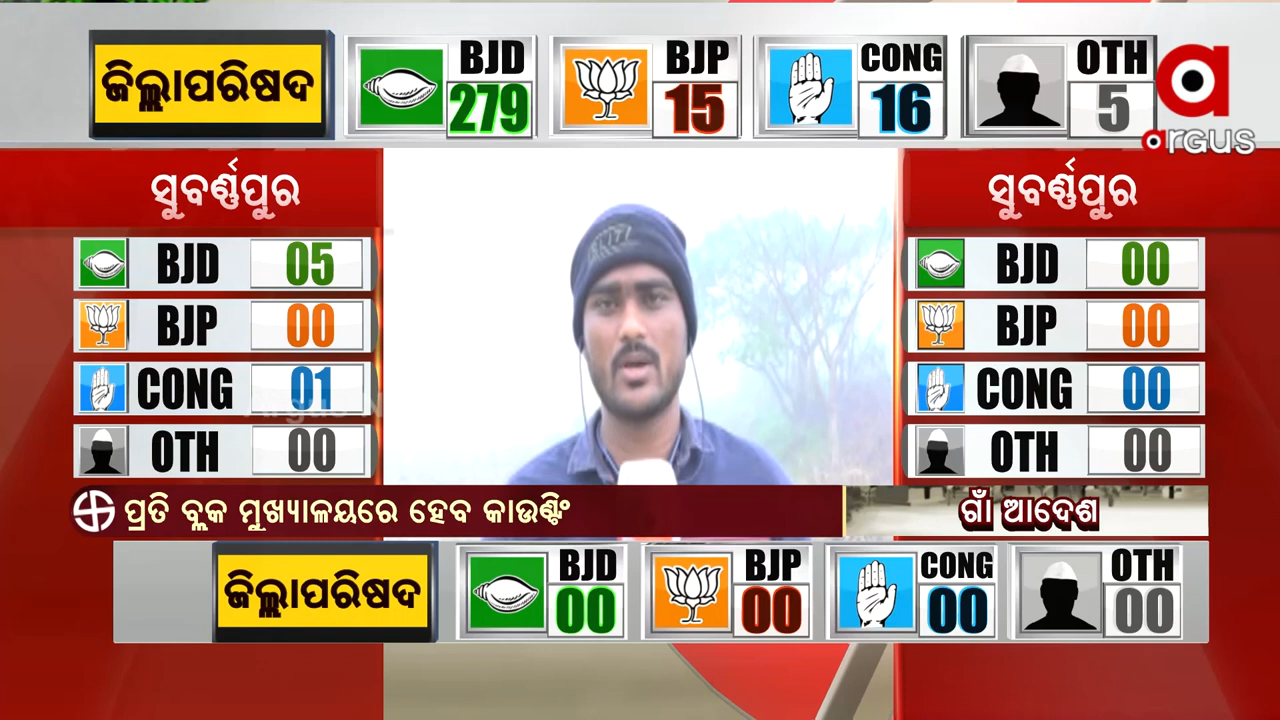 ଜିଲ୍ଲାପରିଷଦ
BJD
279
BJP
15
CONG
16
OTH
5
argus
ସୁବର୍ଣ୍ଣପୁର
BJD 05
BJP 00
CONG 01
OTH 00
ସୁବର୍ଣ୍ଣପୁର
BJD 00
BJP 00
CONG 00
OTH 00
ପ୍ରତି ବ୍ଲକ ମୁଖ୍ୟାଳୟରେ ହେବ କାଉଣ୍ଟିଂ
ଗାଁ ଆଦେଶ
ଜିଲ୍ଲାପରିଷଦ
BJD
00
BJP
00
CONG
00
OTH
00